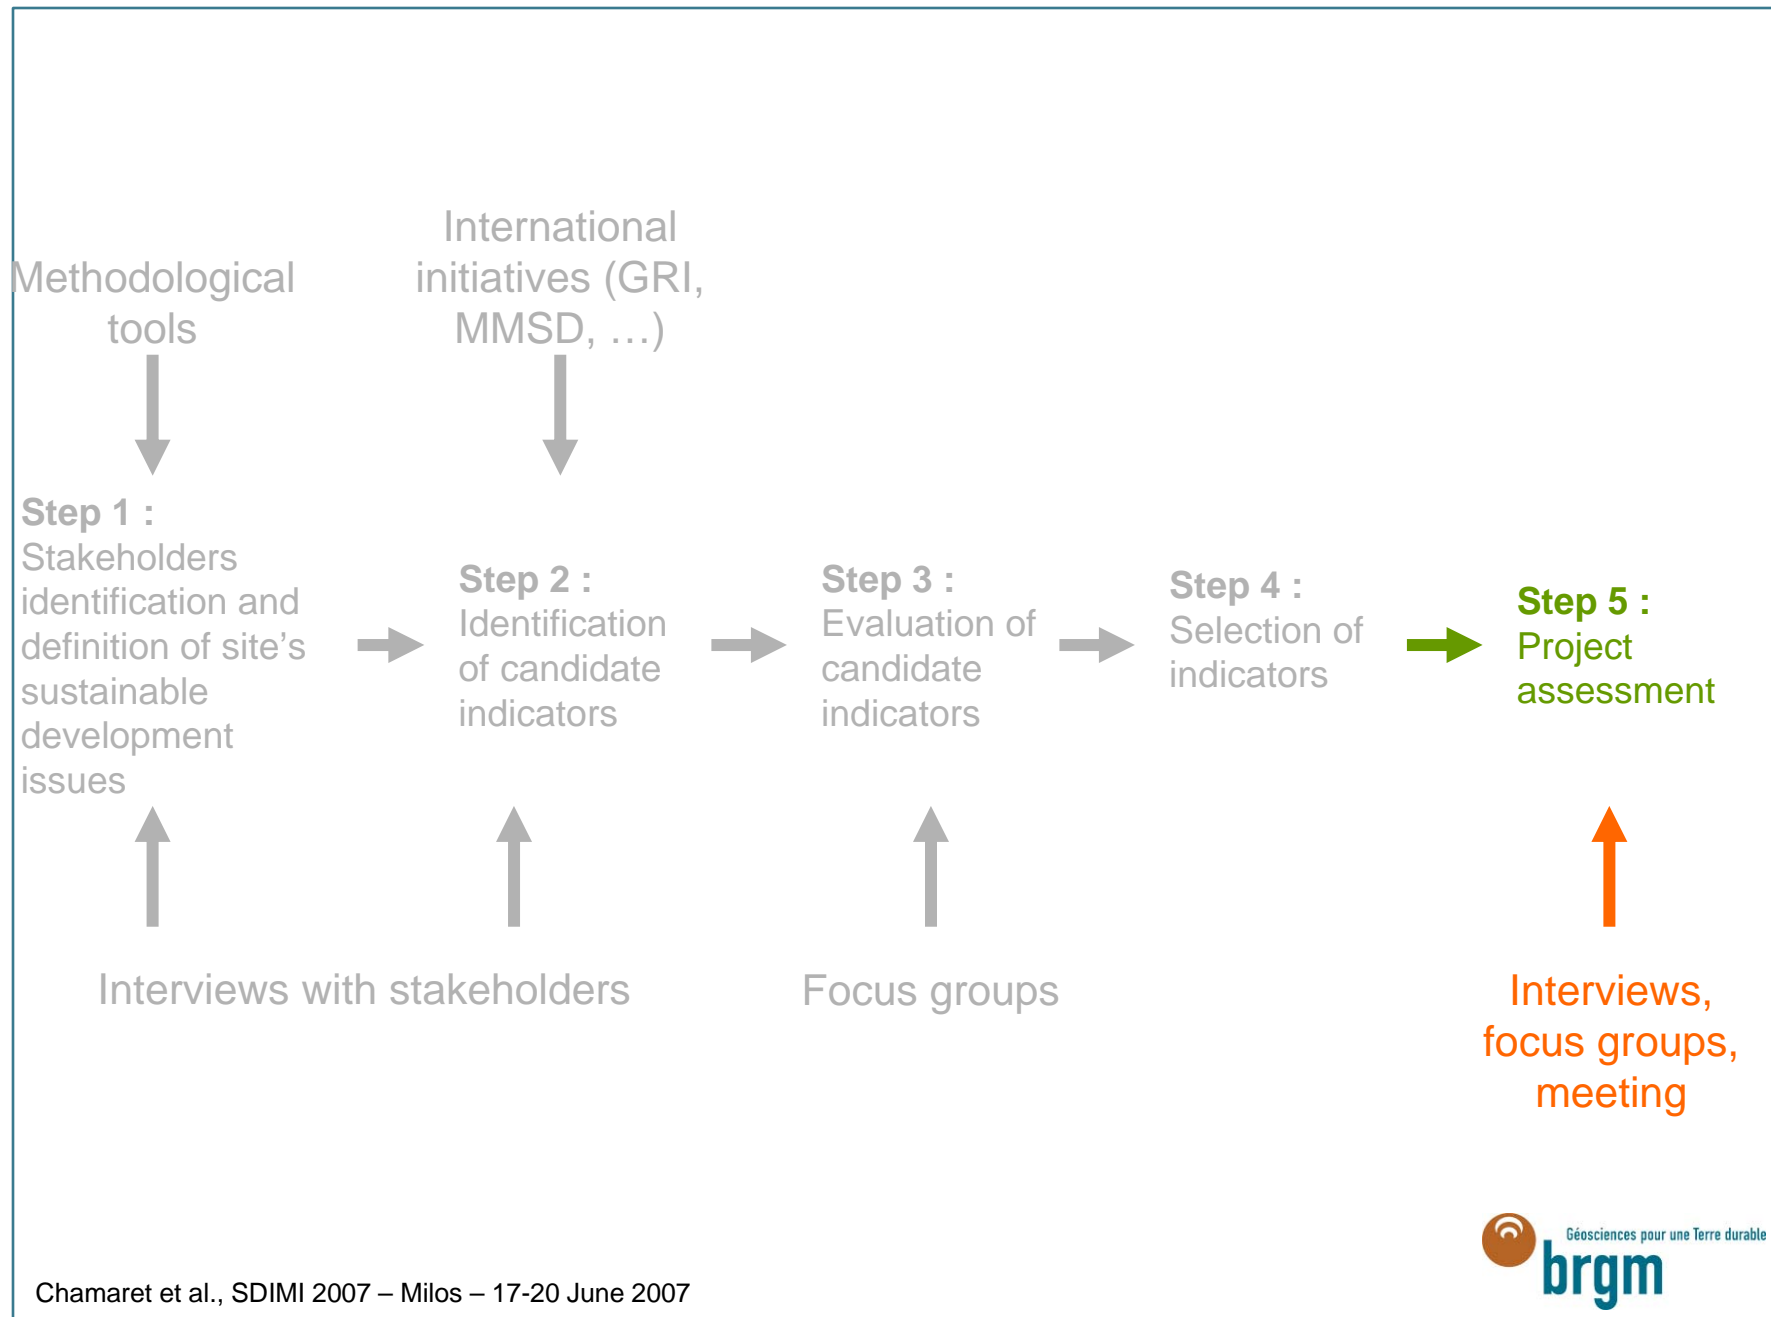 Methodological
tools
International
initiatives (GRI,
MMSD, …)
Step 1 :
Stakeholders
identification and
definition of site's
sustainable
development
issues
Step 2 :
Identification
of candidate
indicators
Step 3 :
Evaluation of
candidate
indicators
Step 4 :
Selection of
indicators
Step 5 :
Project
assessment
Interviews with stakeholders
Focus groups
Interviews,
focus groups,
meeting
Géosciences pour une Terre durable
brgm
Chamaret et al., SDIMI 2007 – Milos – 17-20 June 2007